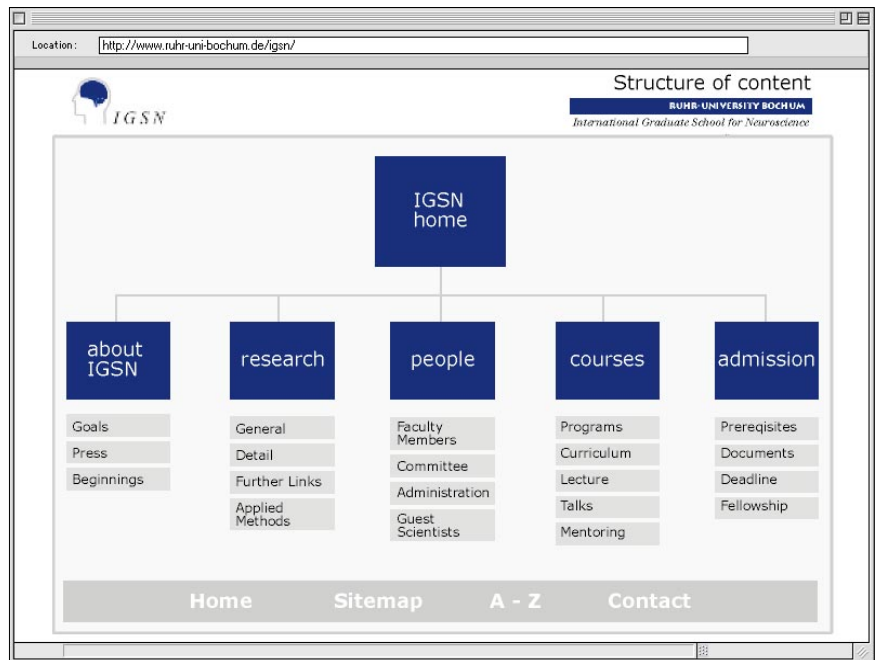 Location: http://www.ruhr-uni-bochum.de/igsn/
IGSN
Structure of content
RUHR-UNIVERSITY BOCHUM
International Graduate School for Neuroscience
IGSN
home
about
IGSN
research
people
courses
admission
Goals
Press
Beginnings
General
Detail
Further Links
Applied
Methods
Faculty
Members
Committee
Administration
Guest
Scientists
Programs
Curriculum
Lecture
Talks
Mentoring
Prereqisites
Documents
Deadline
Fellowship
Home Sitemap A - Z Contact